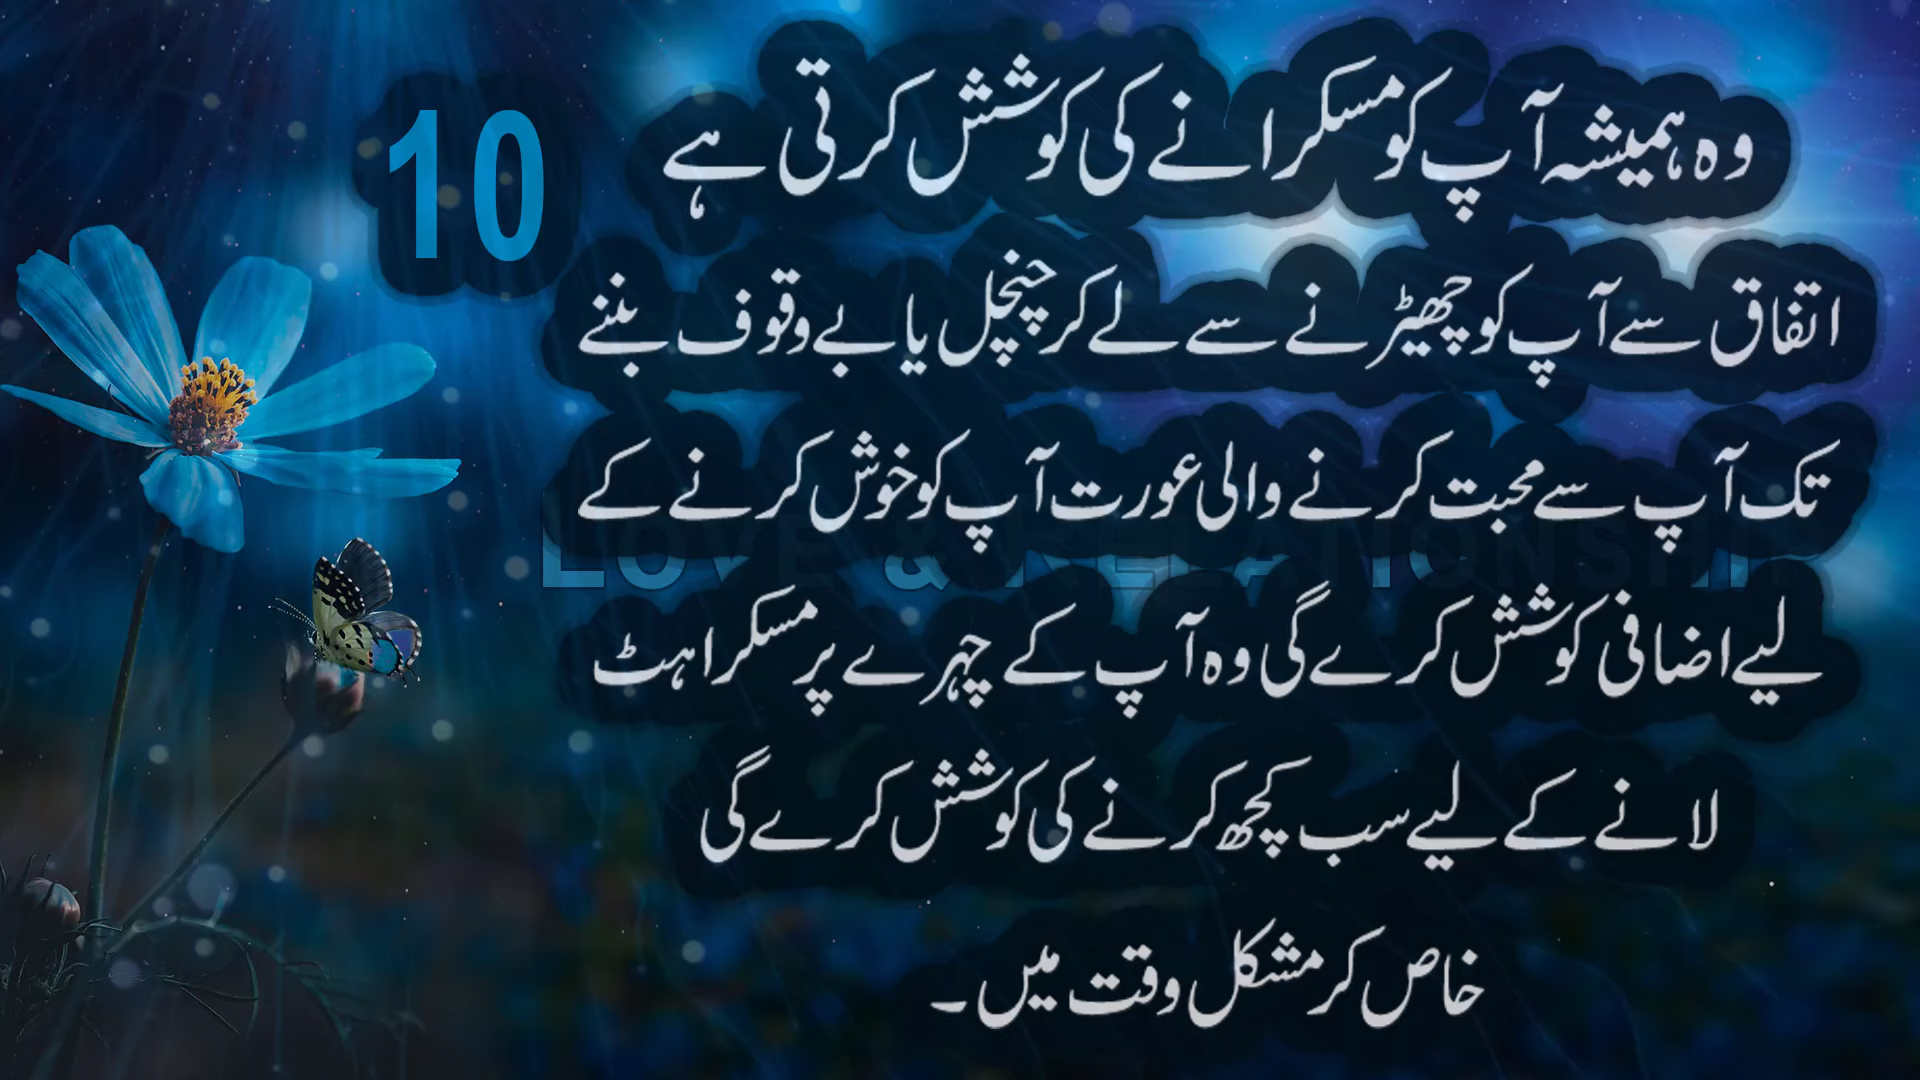 10
وہ ہمیشہ آپ کو مسکرانے کی کوشش کرتی ہے
اتفاق سے آپ کو چھیڑنے سے لے کر چنچل یا بے وقوف بننے
تک آپ سے محبت کرنے والی عورت آپ کو خوش کرنے کے
LOVE & RELATIONSHIP
لیے اضافی کوشش کرے گی وہ آپ کے چہرے پر مسکراہٹ
لانے کے لیے سب کچھ کرنے کی کوشش کرے گی
خاص کر مشکل وقت میں۔